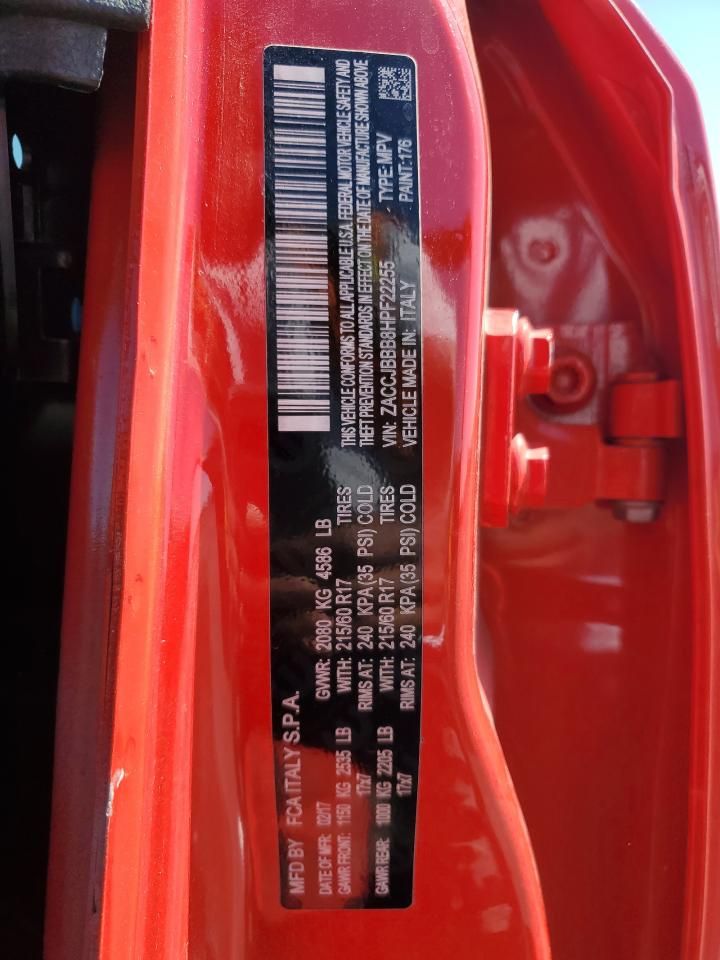 MFD BY FCA ITALY S.P.A.
DATE OF MFR: 02/17 GVWR: 2080 KG 4586 LB
GAWR FRONT: 1150 KG 2535 LB WITH: 215/60 R17 TIRES
17x7 RIMS AT: 240 KPA (35 PSI) COLD
GAWR REAR: 1000 KG 2205 LB WITH: 215/60 R17 TIRES
17x7 RIMS AT: 240 KPA (35 PSI) COLD
THIS VEHICLE CONFORMS TO ALL APPLICABLE U.S.A. FEDERAL MOTOR VEHICLE SAFETY AND
THEFT PREVENTION STANDARDS IN EFFECT ON THE DATE OF MANUFACTURE SHOWN ABOVE
VIN: ZACCJBBB8HPF22255 TYPE: MPV
VEHICLE MADE IN: ITALY PAINT: 176